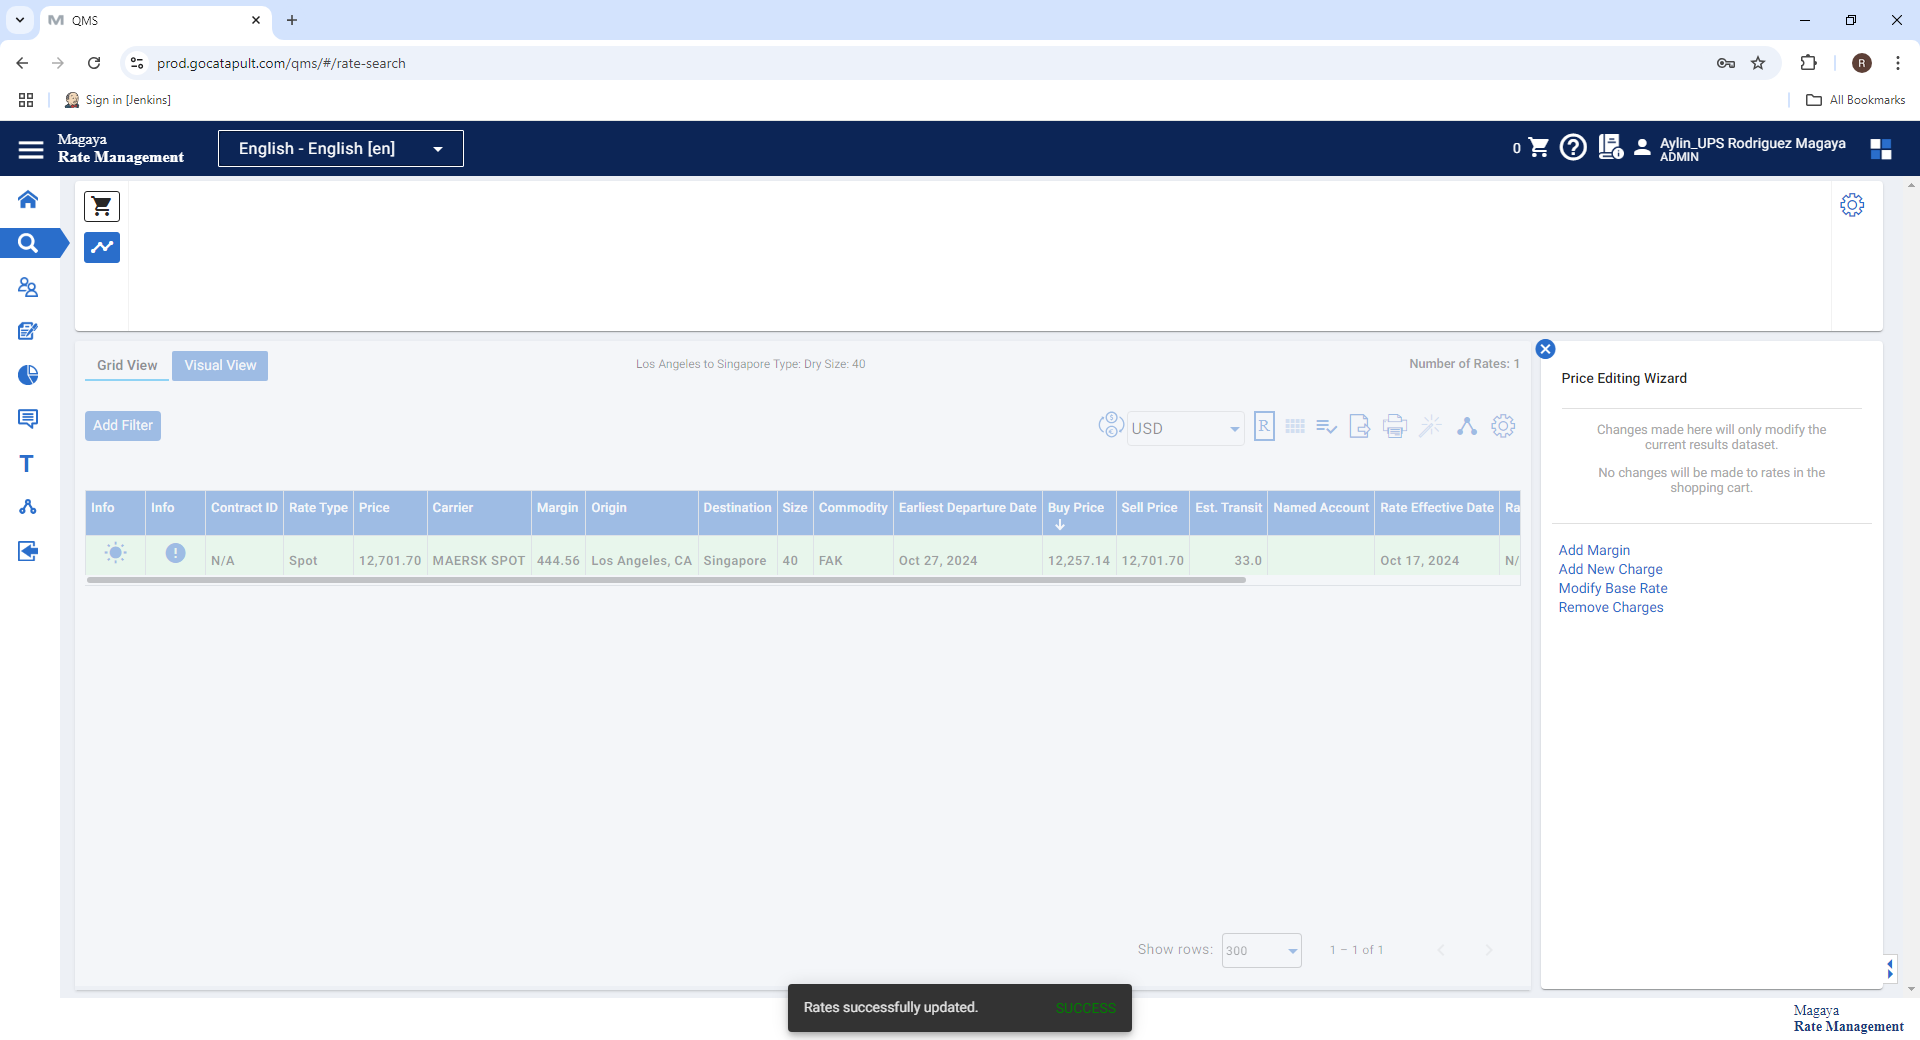 QMS
prod.gocatapult.com/qms/#/rate-search
R
Sign in [Jenkins]
All Bookmarks
Magaya
Rate Management
English - English [en]
0
Aylin_UPS Rodriguez Magaya
ADMIN
Grid View
Visual View
Los Angeles to Singapore Type: Dry Size: 40
Number of Rates: 1
Add Filter
USD
R
Info Info Contract ID Rate Type Price Carrier Margin Origin Destination Size Commodity Earliest Departure Date Buy Price Sell Price Est. Transit Named Account Rate Effective Date Ra
N/A Spot 12,701.70 MAERSK SPOT 444.56 Los Angeles, CA Singapore 40 FAK Oct 27, 2024 12,257.14 12,701.70 33.0 Oct 17, 2024 N/
Show rows: 300 1 – 1 of 1
Price Editing Wizard
Changes made here will only modify the
current results dataset.
No changes will be made to rates in the
shopping cart.
Add Margin
Add New Charge
Modify Base Rate
Remove Charges
T
Rates successfully updated. SUCCESS
Magaya
Rate Management